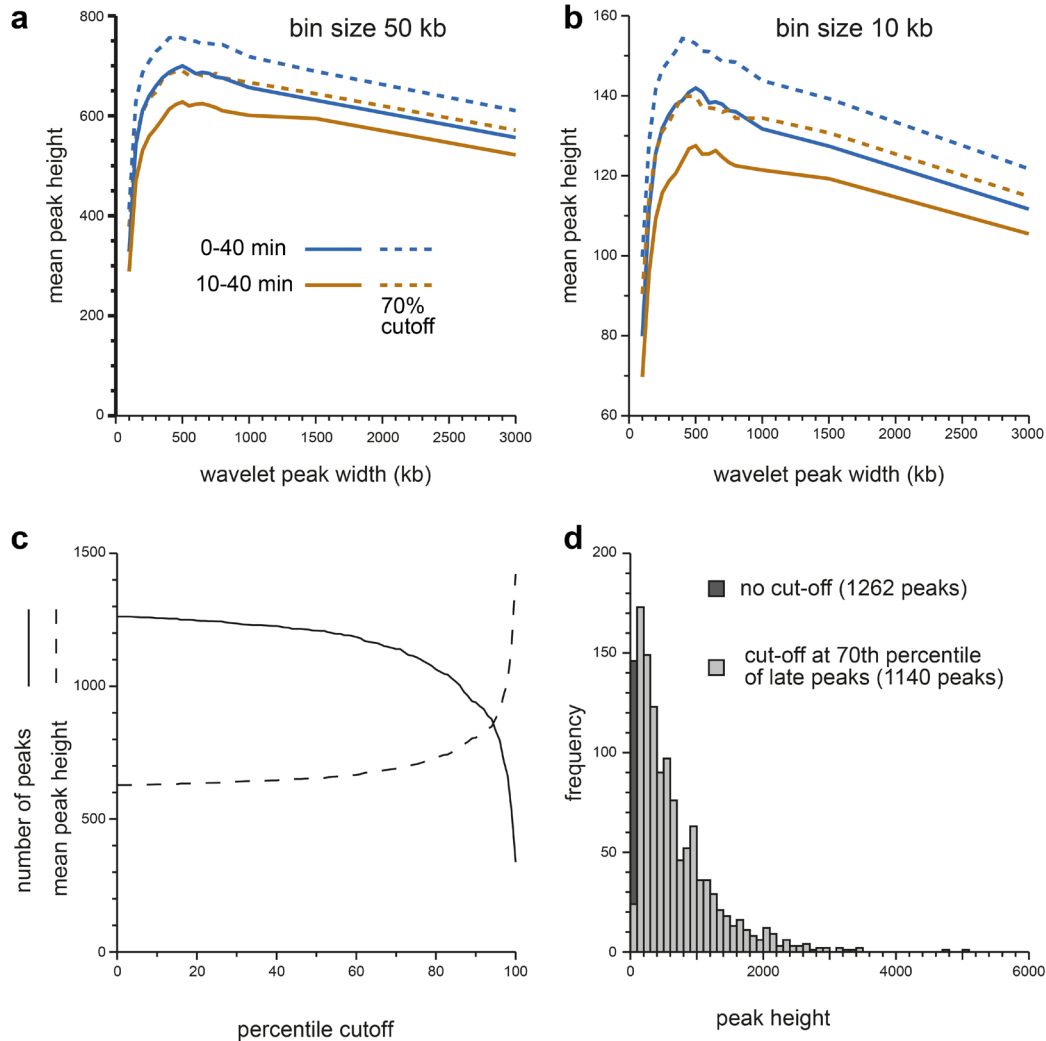 a
bin size 50 kb
800
600
400
200
0
mean peak height
0-40 min
10-40 min
70%
cutoff
0 500 1000 1500 2000 2500 3000
wavelet peak width (kb)
b
bin size 10 kb
160
140
120
100
80
60
mean peak height
0 500 1000 1500 2000 2500 3000
wavelet peak width (kb)
c
1500
1000
500
0
number of peaks
mean peak height
0 20 40 60 80 100
percentile cutoff
d
200
150
100
50
0
frequency
no cut-off (1262 peaks)
cut-off at 70th percentile
of late peaks (1140 peaks)
0 2000 4000 6000
peak height